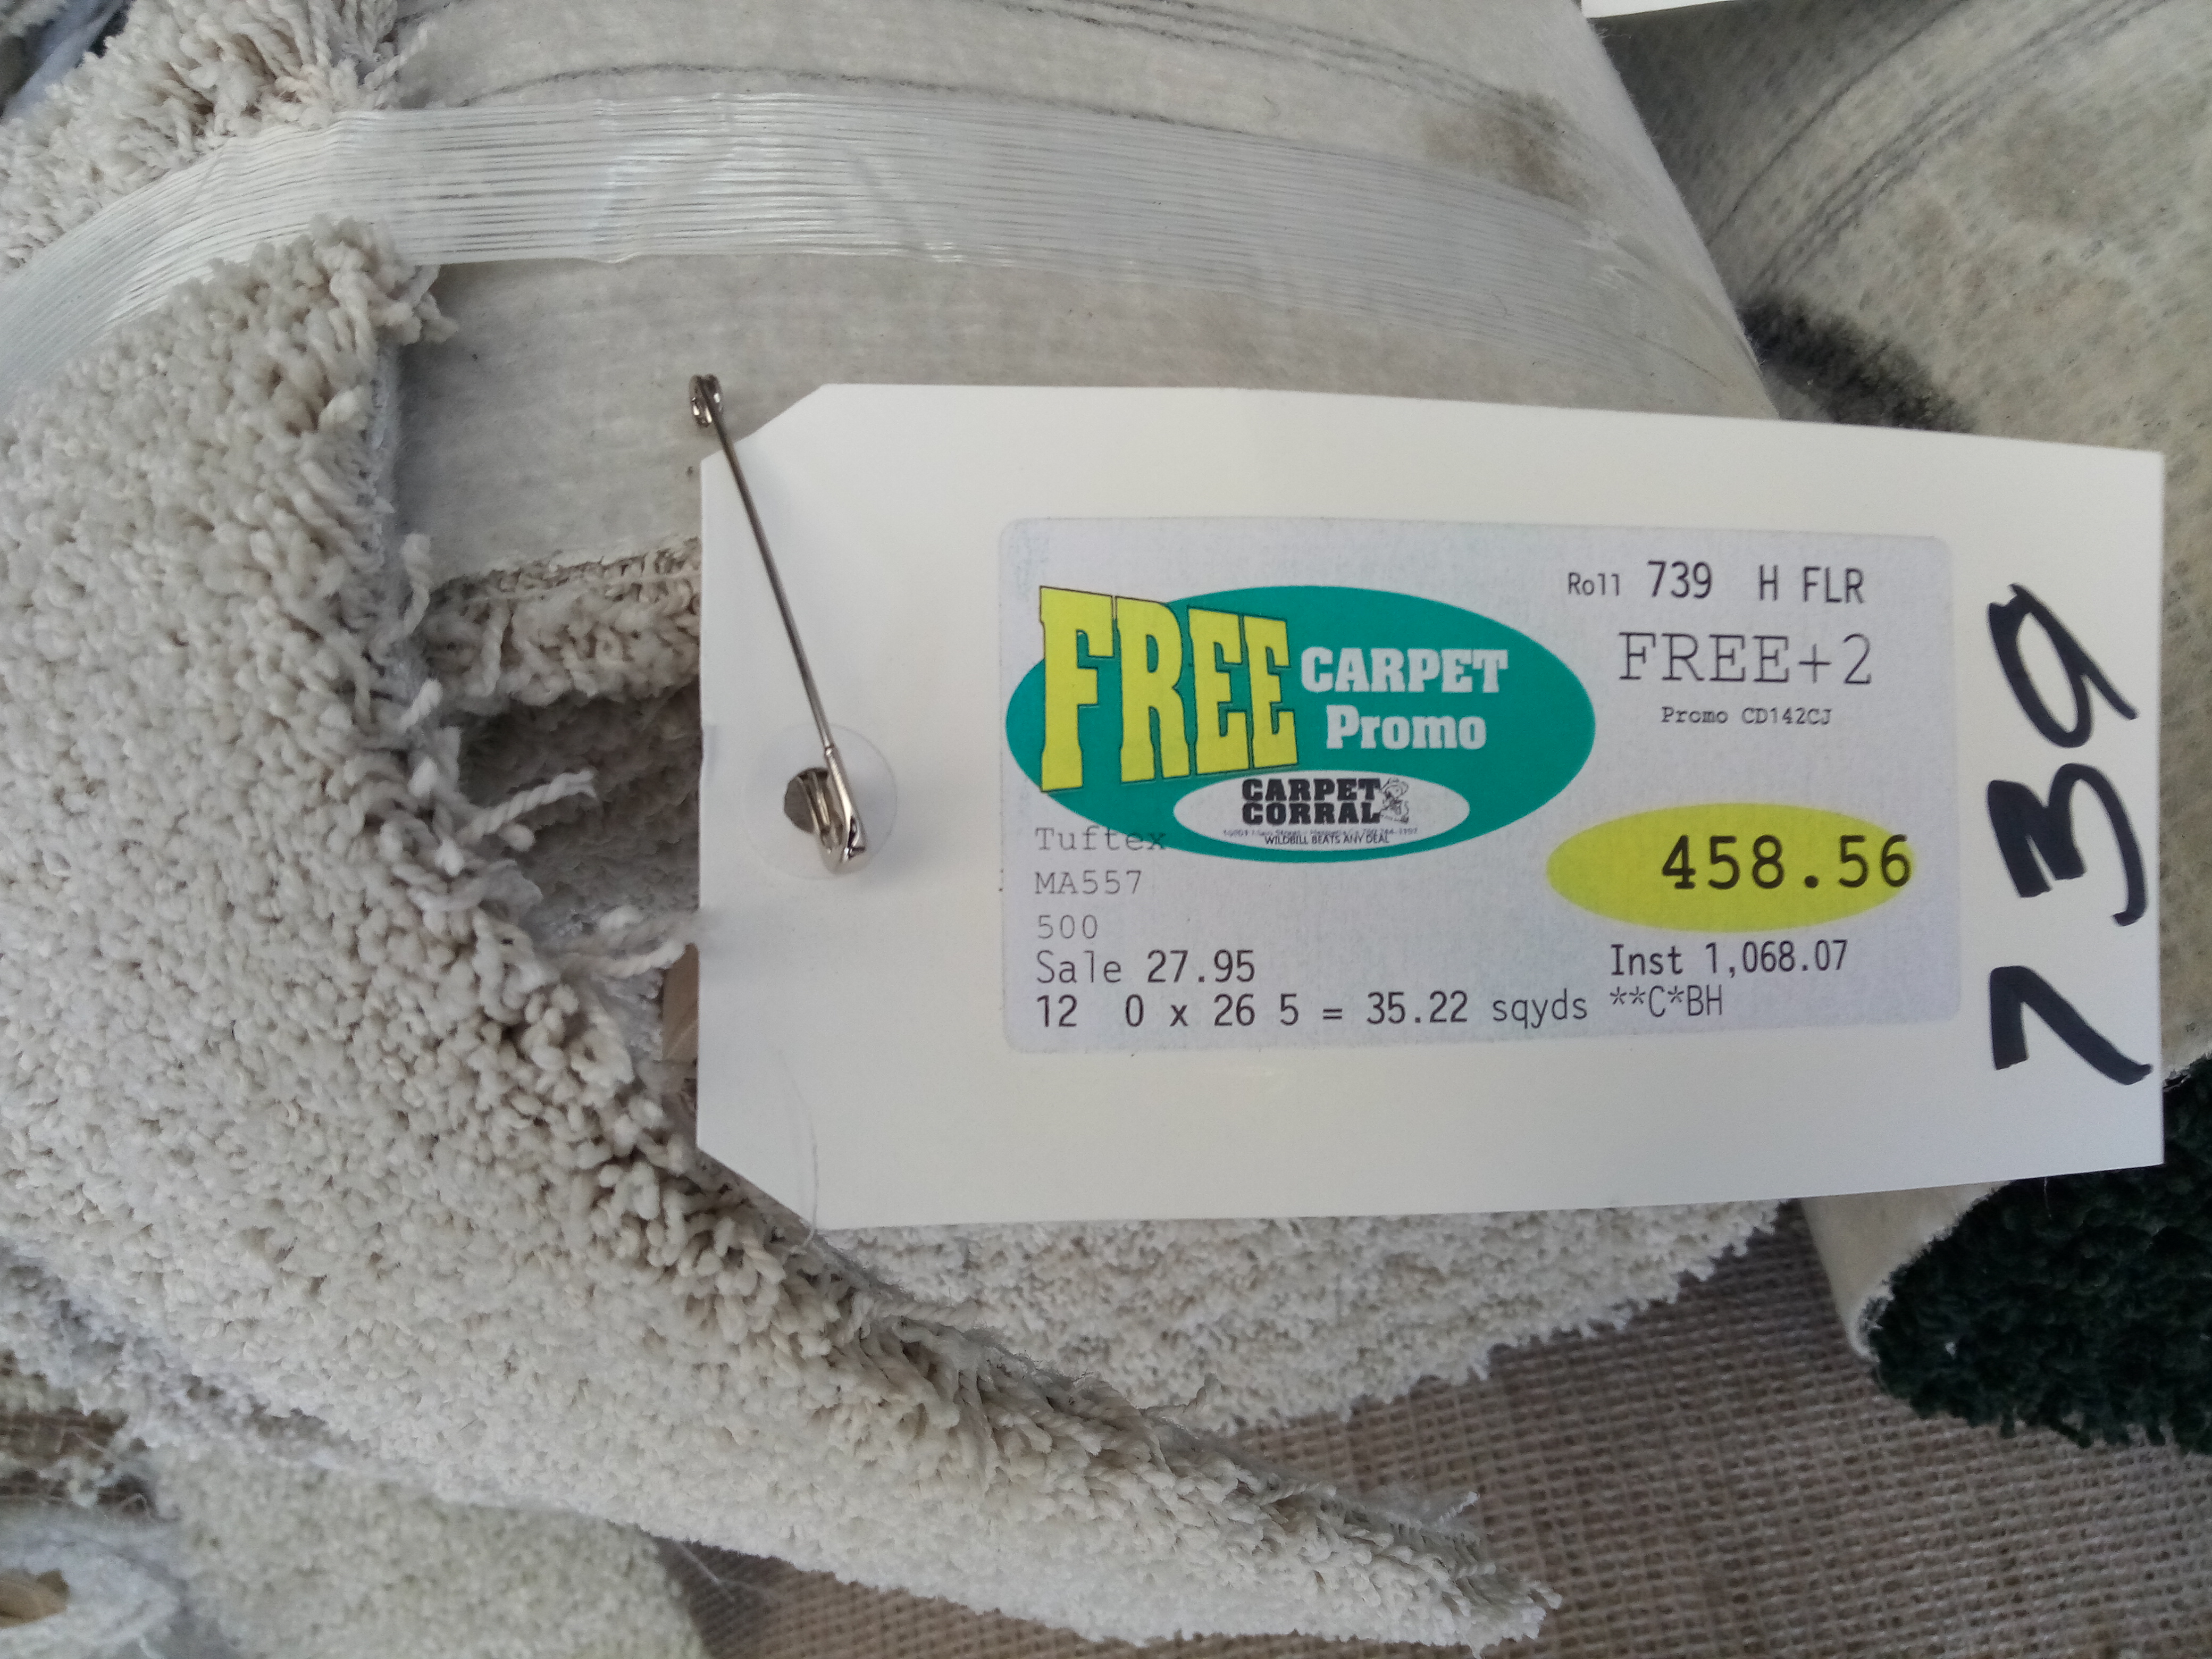 Roll 739 H FLR
FREE+2
Promo CD142CJ
FREE CARPET
Promo
CARPET
CORRAL
WILDBILL BEATS ANY DEAL
Tuftex
MA557
500
458.56
Sale 27.95
Inst 1,068.07
12 0 x 26 5 = 35.22 sqyds **C*BH
739